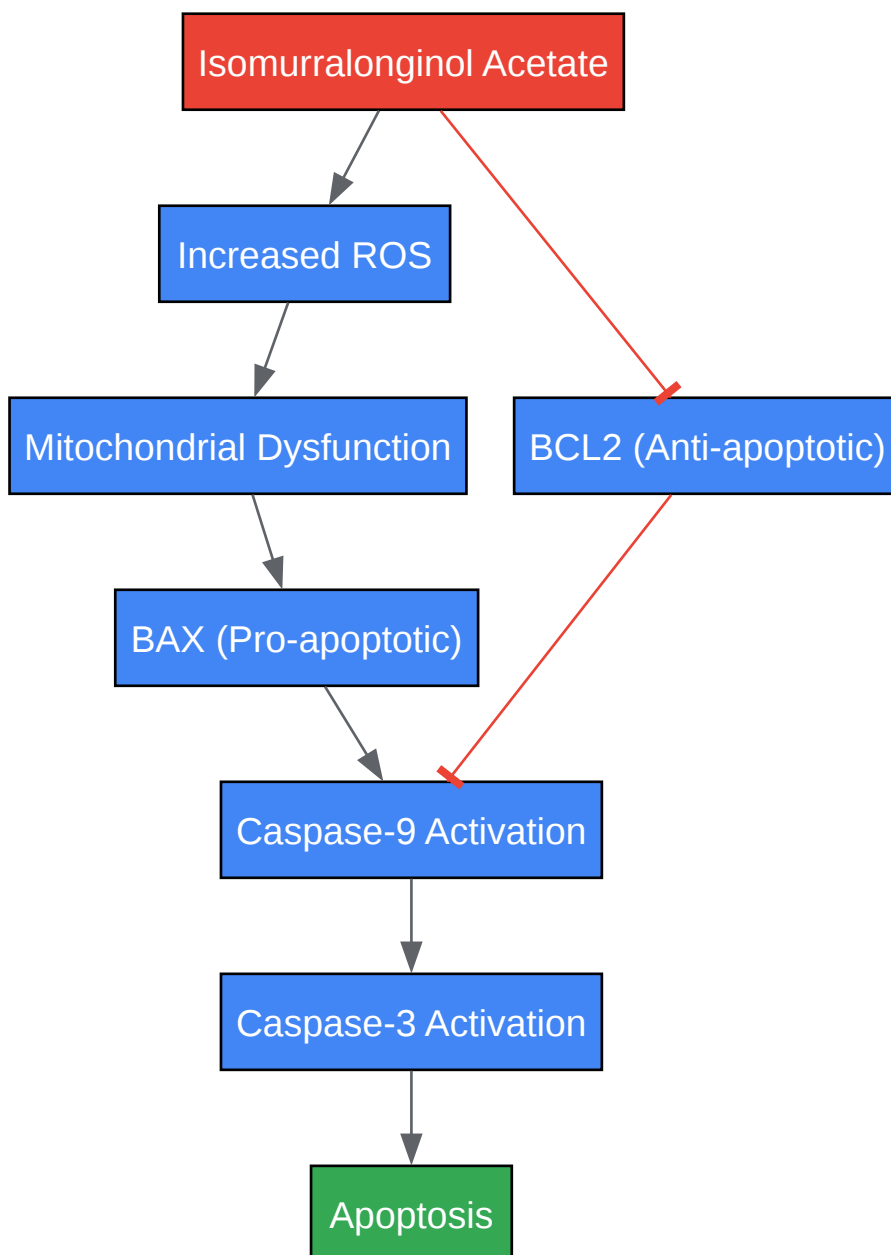 Isomurralonginol Acetate
Increased ROS
Mitochondrial Dysfunction
BCL2 (Anti-apoptotic)
BAX (Pro-apoptotic)
Caspase-9 Activation
Caspase-3 Activation
Apoptosis